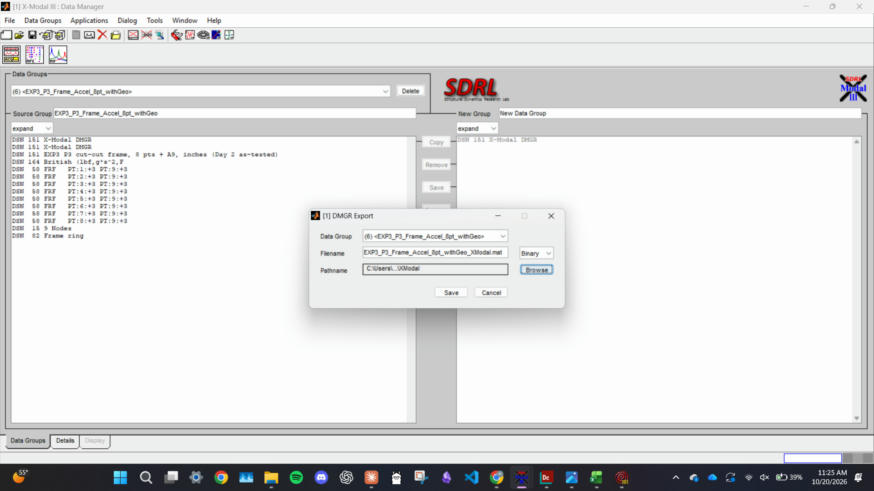 [1] X-Modal III : Data Manager
File Data Groups Applications Dialog Tools Window Help
Data Groups
(6) <EXP3_P3_Frame_Accel_8pt_withGeo>
Delete
SDRL
Structural Dynamics Research Lab
SDRL
Modal
III
Source Group EXP3_P3_Frame_Accel_8pt_withGeo
New Group New Data Group
expand
expand
DSN 151 X-Modal DMGR
DSN 151 X-Modal DMGR
DSN 151 EXP3 P3 cut-out frame, 8 pts + A9, inches (Day 2 as-tested)
DSN 164 British (lbf,g*s^2,F
DSN 58 FRF PT:1:+3 PT:9:+3
DSN 58 FRF PT:2:+3 PT:9:+3
DSN 58 FRF PT:3:+3 PT:9:+3
DSN 58 FRF PT:4:+3 PT:9:+3
DSN 58 FRF PT:5:+3 PT:9:+3
DSN 58 FRF PT:6:+3 PT:9:+3
DSN 58 FRF PT:7:+3 PT:9:+3
DSN 58 FRF PT:8:+3 PT:9:+3
DSN 15 9 Nodes
DSN 82 Frame ring
Copy
Remove
Save
DSN 151 X-Modal DMGR
[1] DMGR Export
Data Group (6) <EXP3_P3_Frame_Accel_8pt_withGeo>
Filename EXP3_P3_Frame_Accel_8pt_withGeo_XModal.mat Binary
Pathname C:\Users\...\XModal Browse
Save Cancel
Data Groups Details Display
55°
39%
11:25 AM
10/20/2026